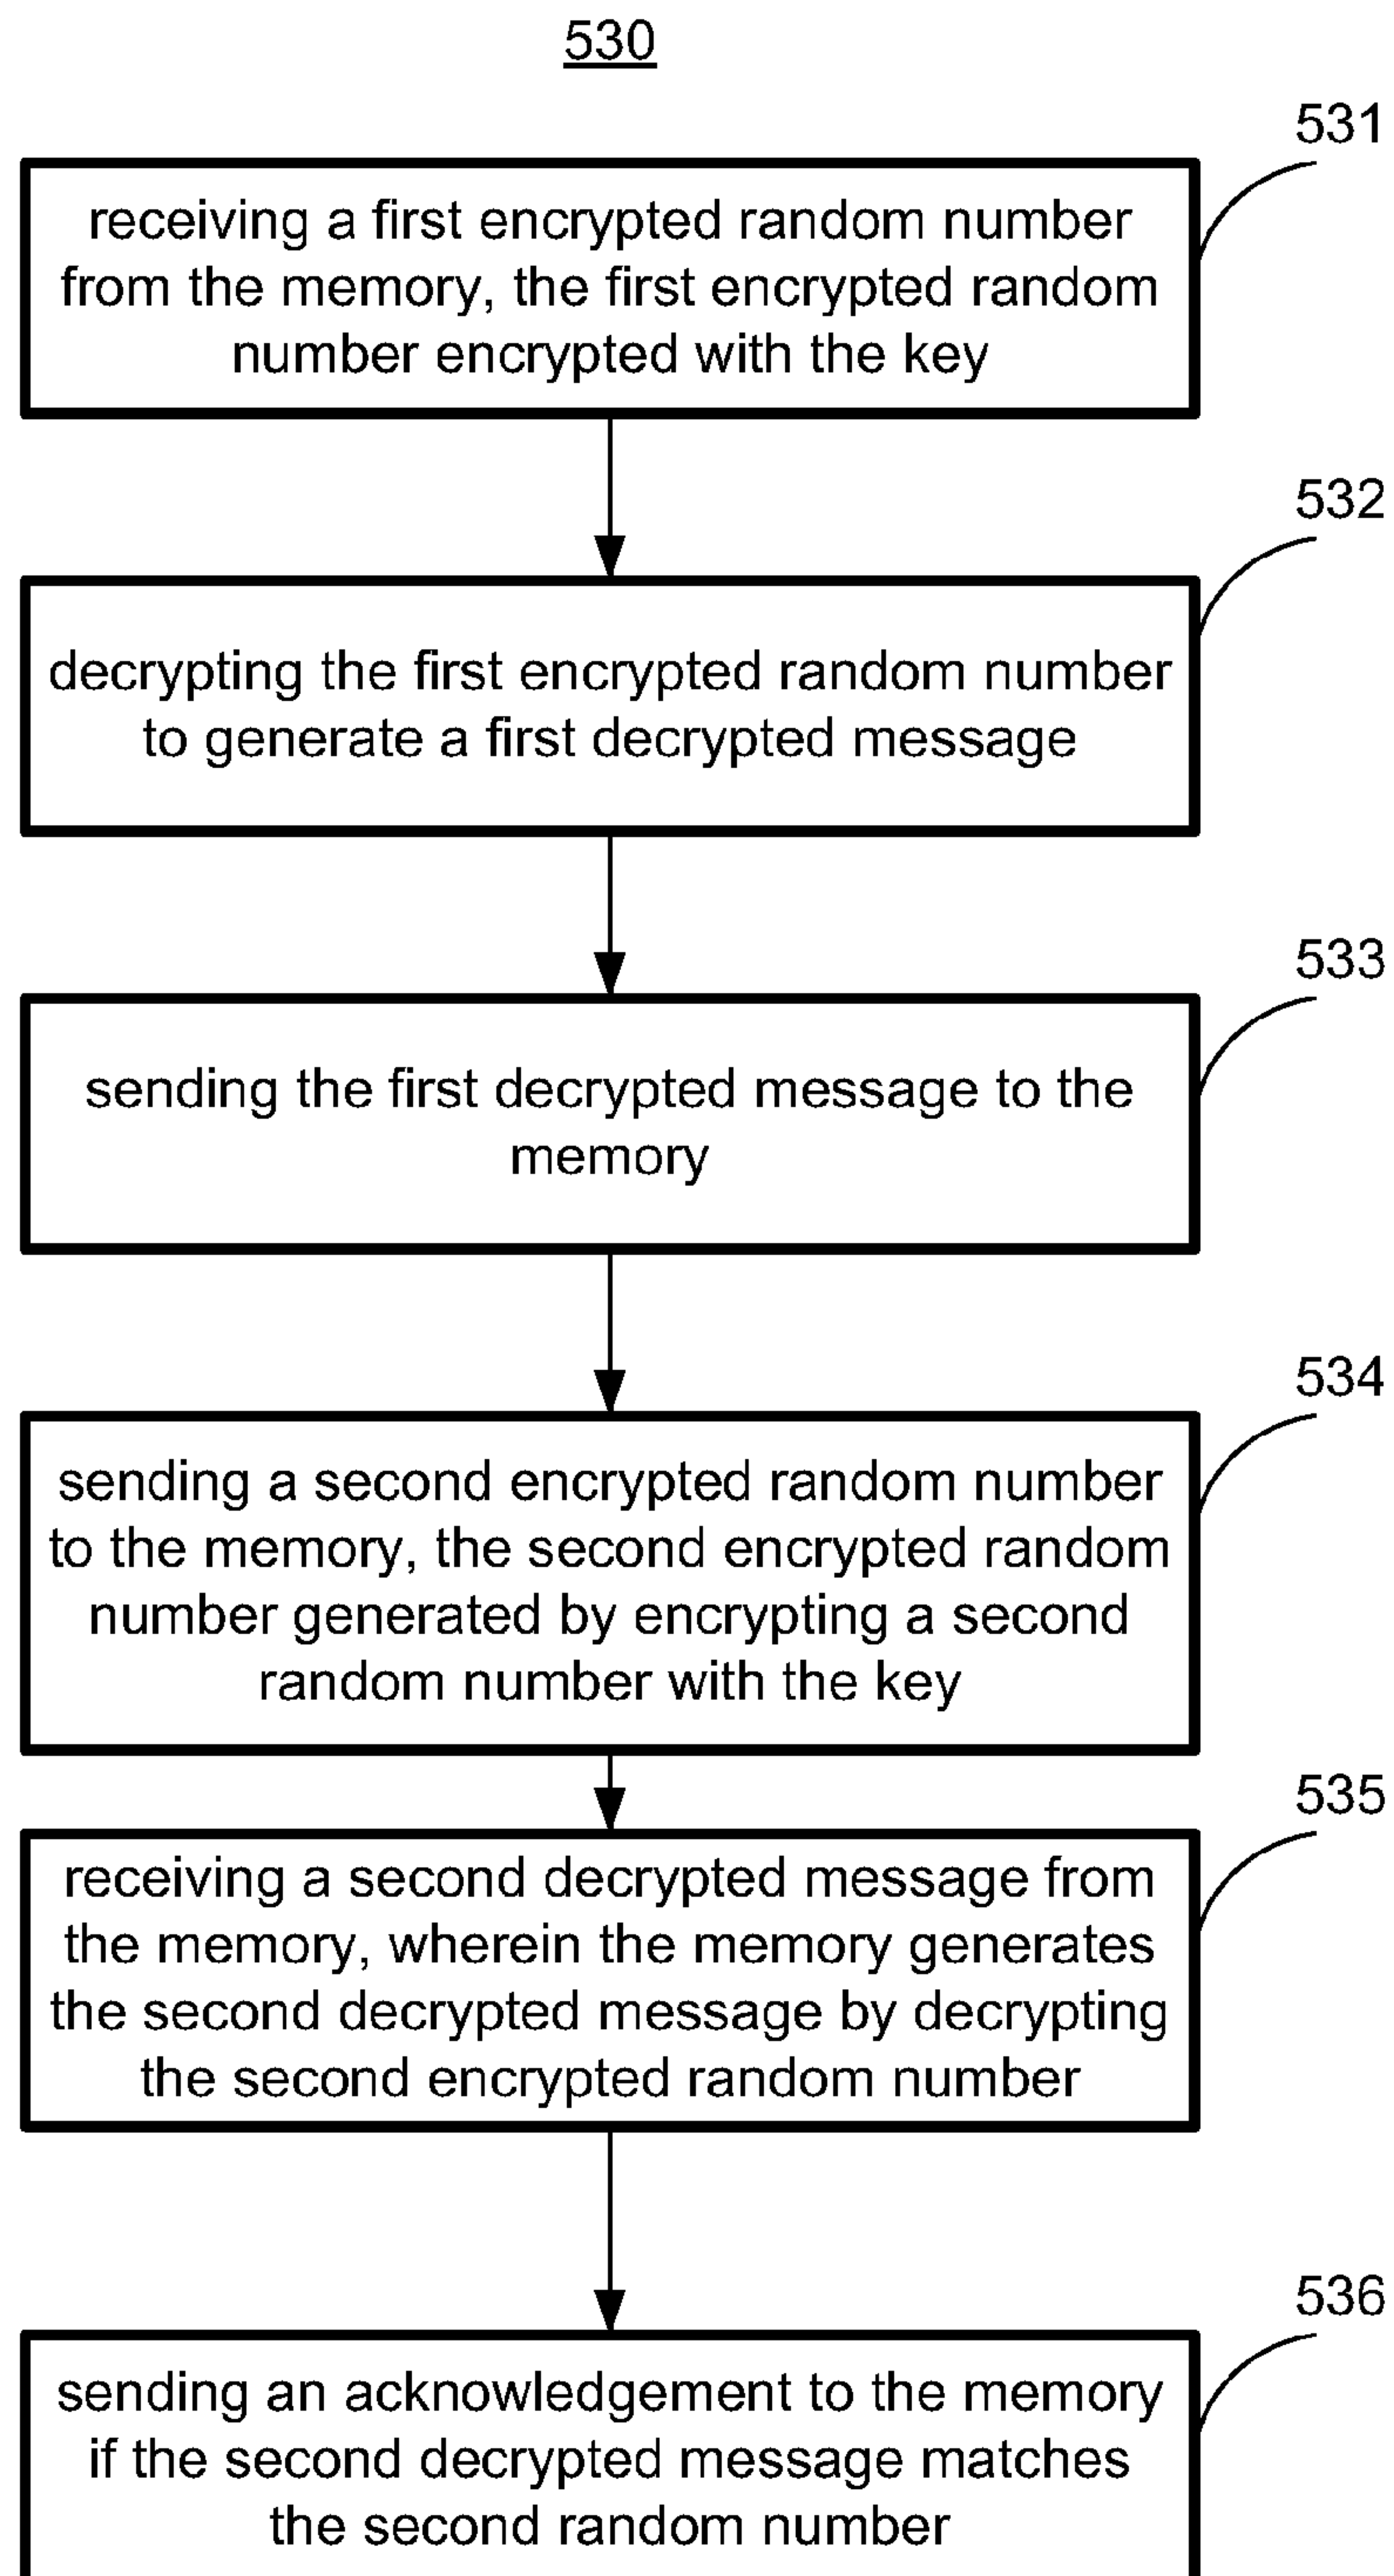 530
531
receiving a first encrypted random number
from the memory, the first encrypted random
number encrypted with the key
532
decrypting the first encrypted random number
to generate a first decrypted message
533
sending the first decrypted message to the
memory
534
sending a second encrypted random number
to the memory, the second encrypted random
number generated by encrypting a second
random number with the key
535
receiving a second decrypted message from
the memory, wherein the memory generates
the second decrypted message by decrypting
the second encrypted random number
536
sending an acknowledgement to the memory
if the second decrypted message matches
the second random number